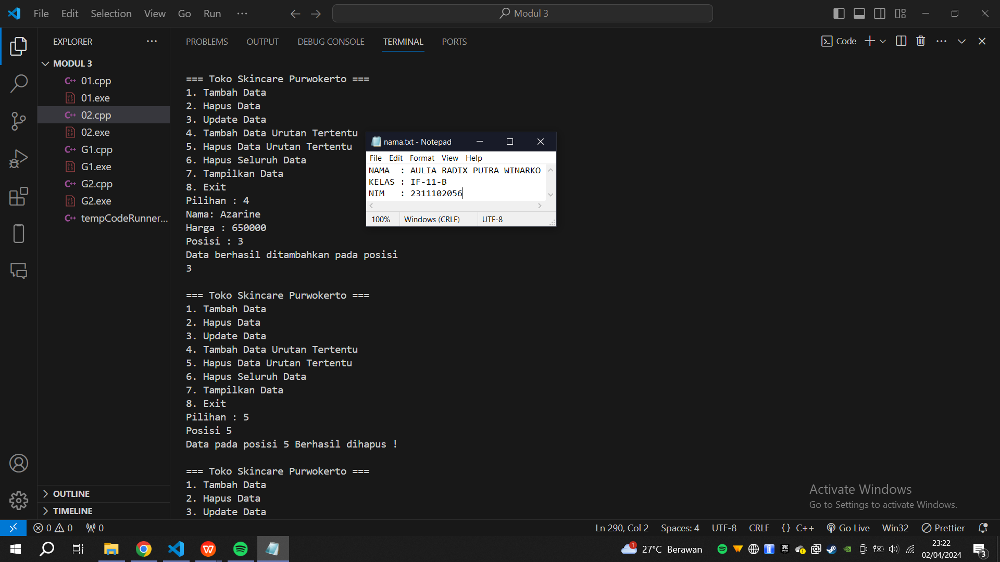 File Edit Selection View Go Run ··· Modul 3
EXPLORER ···
MODUL 3
C++ 01.cpp
01.exe
C++ 02.cpp
02.exe
C++ G1.cpp
G1.exe
C++ G2.cpp
G2.exe
C++ tempCodeRunner...
OUTLINE
TIMELINE
PROBLEMS OUTPUT DEBUG CONSOLE TERMINAL PORTS Code
=== Toko Skincare Purwokerto ===
1. Tambah Data
2. Hapus Data
3. Update Data
4. Tambah Data Urutan Tertentu
5. Hapus Data Urutan Tertentu
6. Hapus Seluruh Data
7. Tampilkan Data
8. Exit
Pilihan : 4
Nama: Azarine
Harga : 650000
Posisi : 3
Data berhasil ditambahkan pada posisi
3
=== Toko Skincare Purwokerto ===
1. Tambah Data
2. Hapus Data
3. Update Data
4. Tambah Data Urutan Tertentu
5. Hapus Data Urutan Tertentu
6. Hapus Seluruh Data
7. Tampilkan Data
8. Exit
Pilihan : 5
Posisi 5
Data pada posisi 5 Berhasil dihapus !
=== Toko Skincare Purwokerto ===
1. Tambah Data
2. Hapus Data
3. Update Data
nama.txt - Notepad
File Edit Format View Help
NAMA : AULIA RADIX PUTRA WINARKO
KELAS : IF-11-B
NIM : 2311102056
100% Windows (CRLF) UTF-8
Activate Windows
Go to Settings to activate Windows.
0 0 0 Ln 290, Col 2 Spaces: 4 UTF-8 CRLF {} C++ Go Live Win32 Prettier
1 27°C Berawan EPIC GAMES 23:22
02/04/2024 3